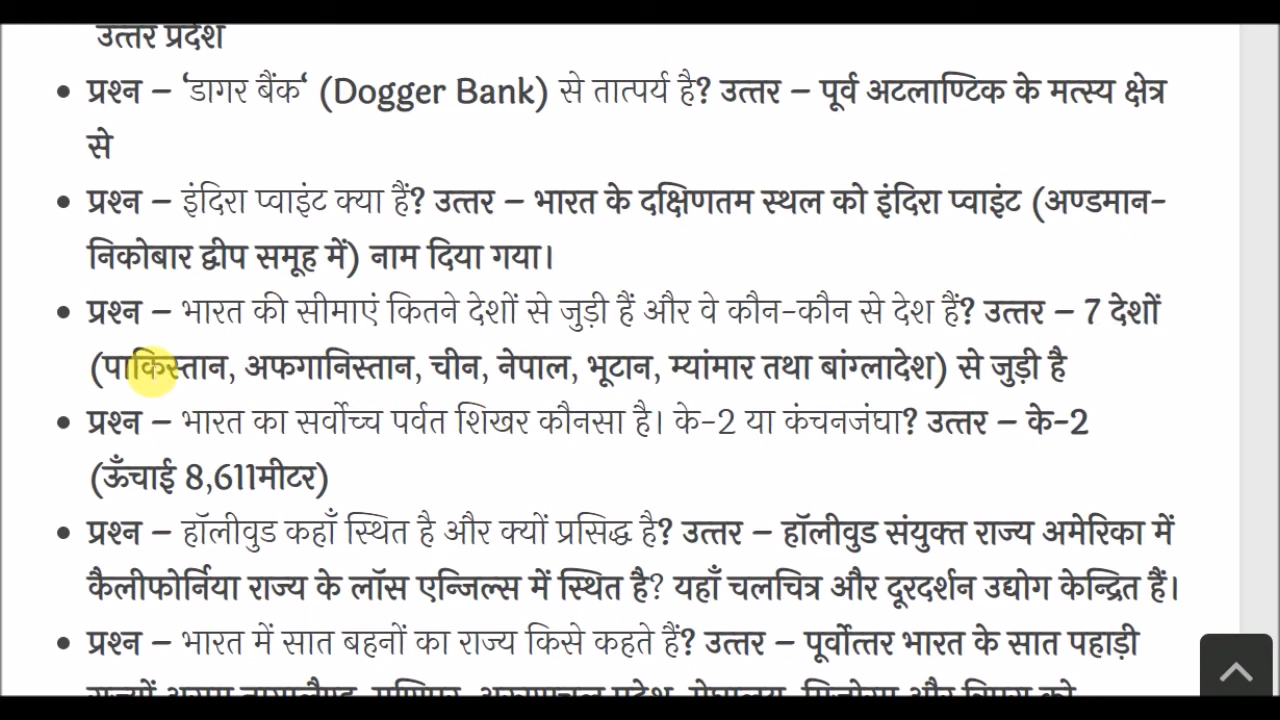 उत्तर प्रदेश
प्रश्न – ‘डागर बैंक‘ (Dogger Bank) से तात्पर्य है? उत्तर – पूर्व अटलाण्टिक के मत्स्य क्षेत्र
से
प्रश्न – इंदिरा प्वाइंट क्या हैं? उत्तर – भारत के दक्षिणतम स्थल को इंदिरा प्वाइंट (अण्डमान-
निकोबार द्वीप समूह में) नाम दिया गया।
प्रश्न – भारत की सीमाएं कितने देशों से जुड़ी हैं और वे कौन-कौन से देश हैं? उत्तर – 7 देशों
(पाकिस्तान, अफगानिस्तान, चीन, नेपाल, भूटान, म्यांमार तथा बांग्लादेश) से जुड़ी है
प्रश्न – भारत का सर्वोच्च पर्वत शिखर कौनसा है। के-2 या कंचनजंघा? उत्तर – के-2
(ऊँचाई 8,611मीटर)
प्रश्न – हॉलीवुड कहाँ स्थित है और क्यों प्रसिद्ध है? उत्तर – हॉलीवुड संयुक्त राज्य अमेरिका में
कैलीफोर्निया राज्य के लॉस एन्जिल्स में स्थित है? यहाँ चलचित्र और दूरदर्शन उद्योग केन्द्रित हैं।
प्रश्न – भारत में सात बहनों का राज्य किसे कहते हैं? उत्तर – पूर्वोत्तर भारत के सात पहाड़ी